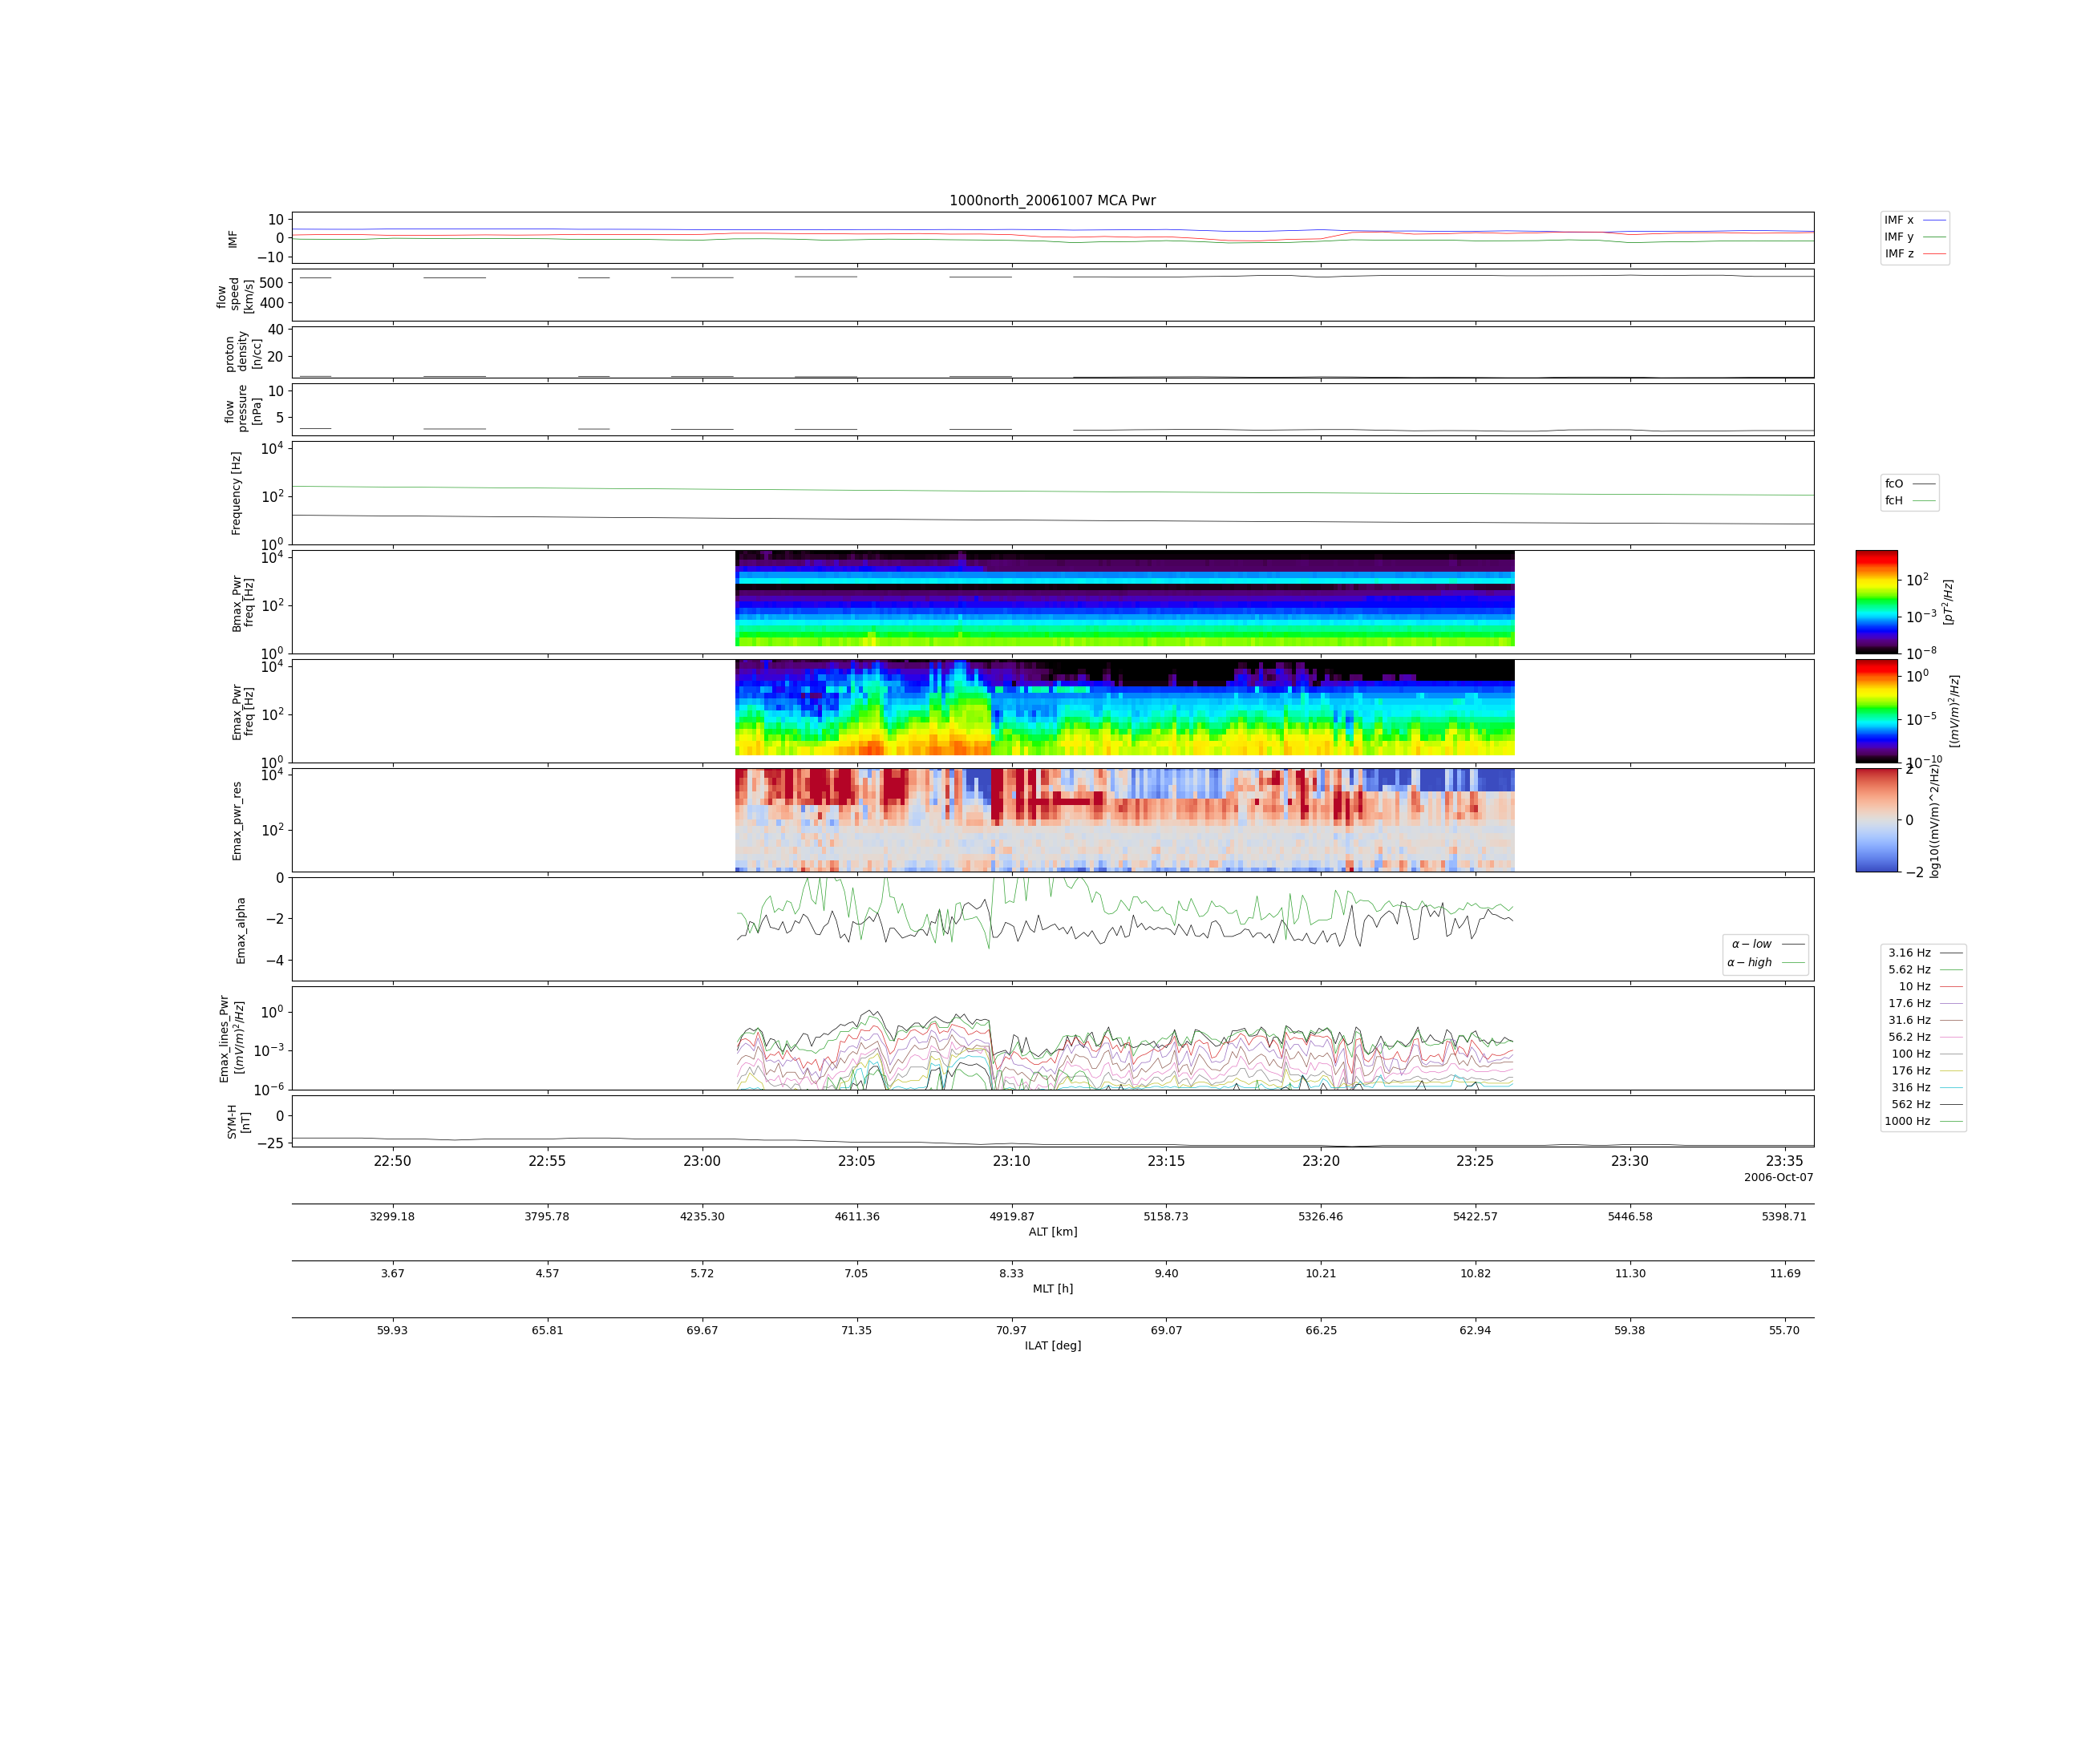 1000north_20061007 MCA Pwr
10
0
−10
IMF
IMF x
IMF y
IMF z
500
400
flow
speed
[km/s]
40
20
proton
density
[n/cc]
10
5
flow
pressure
[nPa]
10^4
10^2
10^0
Frequency [Hz]
fcO
fcH
10^4
10^2
10^0
Bmax_Pwr
freq [Hz]
10^2
10^−3
10^−8
[pT^2/Hz]
10^4
10^2
10^0
Emax_Pwr
freq [Hz]
10^0
10^−5
10^−10
[(mV/m)^2/Hz]
10^4
10^2
Emax_pwr_res
2
0
−2
log10((mV/m)^2/Hz)
0
−2
−4
Emax_alpha
α − low
α − high
10^0
10^−3
10^−6
Emax_lines_Pwr
[(mV/m)^2/Hz]
3.16 Hz
5.62 Hz
10 Hz
17.6 Hz
31.6 Hz
56.2 Hz
100 Hz
176 Hz
316 Hz
562 Hz
1000 Hz
0
−25
SYM-H
[nT]
22:50 22:55 23:00 23:05 23:10 23:15 23:20 23:25 23:30 23:35
2006-Oct-07
3299.18 3795.78 4235.30 4611.36 4919.87 5158.73 5326.46 5422.57 5446.58 5398.71
ALT [km]
3.67 4.57 5.72 7.05 8.33 9.40 10.21 10.82 11.30 11.69
MLT [h]
59.93 65.81 69.67 71.35 70.97 69.07 66.25 62.94 59.38 55.70
ILAT [deg]